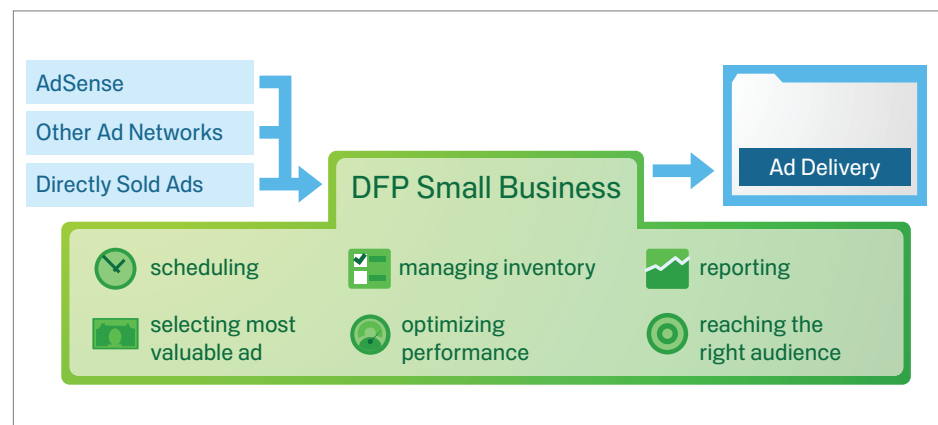 AdSense
Other Ad Networks
Directly Sold Ads
DFP Small Business
Ad Delivery
scheduling
managing inventory
reporting
selecting most
valuable ad
optimizing
performance
reaching the
right audience